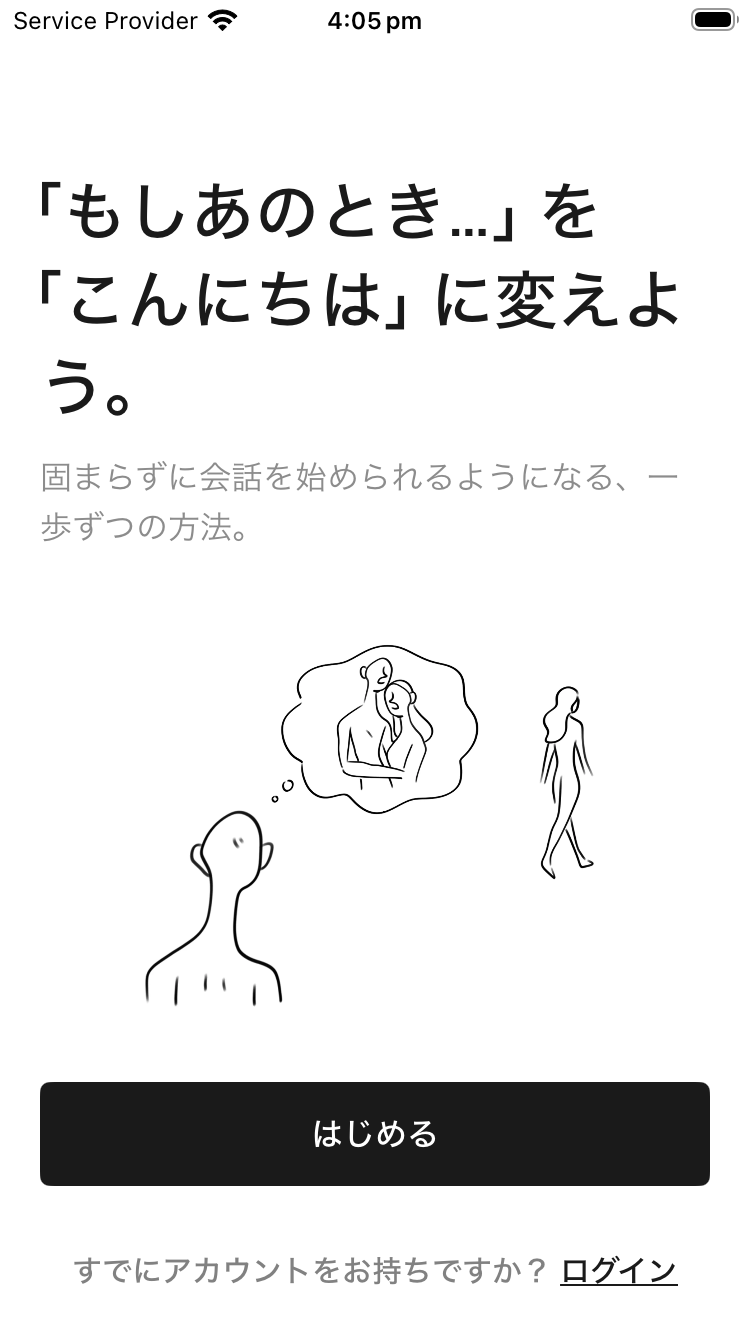 Service Provider 4:05 pm
「もしあのとき...」を
「こんにちは」に変えよ
う。
固まらずに会話を始められるようになる、一
歩ずつの方法。
はじめる
すでにアカウントをお持ちですか？ ログイン